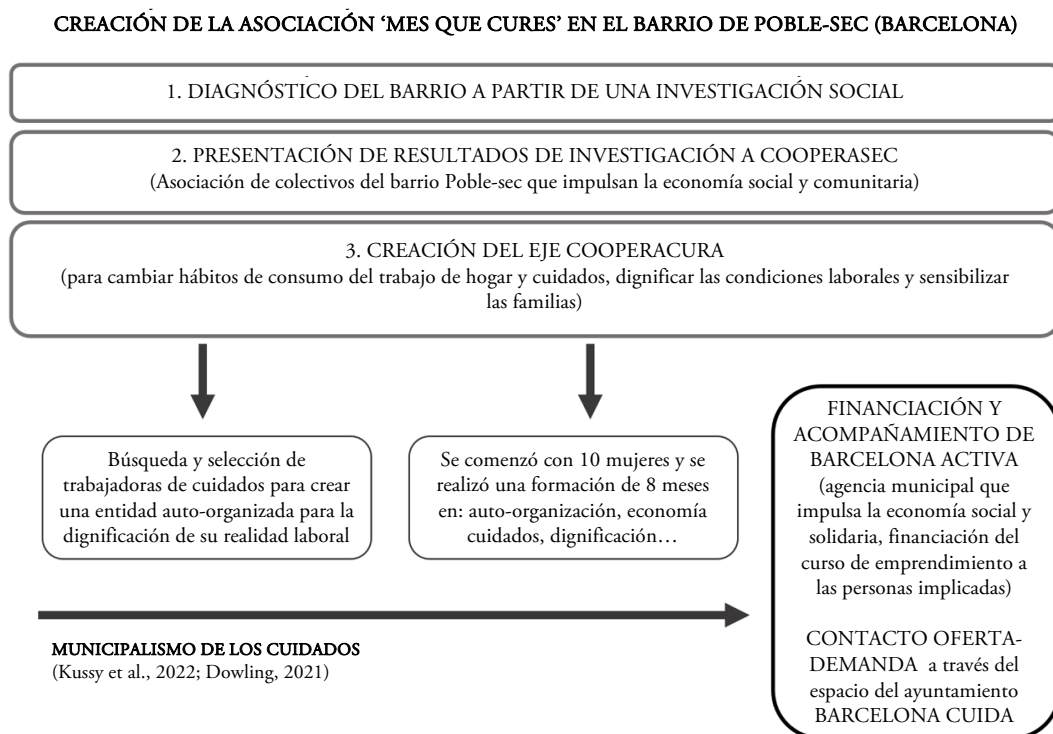 CREACIÓN DE LA ASOCIACIÓN ‘MES QUE CURES’ EN EL BARRIO DE POBLE-SEC (BARCELONA)
1. DIAGNÓSTICO DEL BARRIO A PARTIR DE UNA INVESTIGACIÓN SOCIAL
2. PRESENTACIÓN DE RESULTADOS DE INVESTIGACIÓN A COOPERASEC
(Asociación de colectivos del barrio Poble-sec que impulsan la economía social y comunitaria)
3. CREACIÓN DEL EJE COOPERACURA
(para cambiar hábitos de consumo del trabajo de hogar y cuidados, dignificar las condiciones laborales y sensibilizar
las familias)
Búsqueda y selección de
trabajadoras de cuidados para crear
una entidad auto-organizada para la
dignificación de su realidad laboral
Se comenzó con 10 mujeres y se
realizó una formación de 8 meses
en: auto-organización, economía
cuidados, dignificación…
FINANCIACIÓN Y
ACOMPAÑAMIENTO DE
BARCELONA ACTIVA
(agencia municipal que
impulsa la economía social y
solidaria, financiación del
curso de emprendimiento a
las personas implicadas)
CONTACTO OFERTA-
DEMANDA a través del
espacio del ayuntamiento
BARCELONA CUIDA
MUNICIPALISMO DE LOS CUIDADOS
(Kussy et al., 2022; Dowling, 2021)